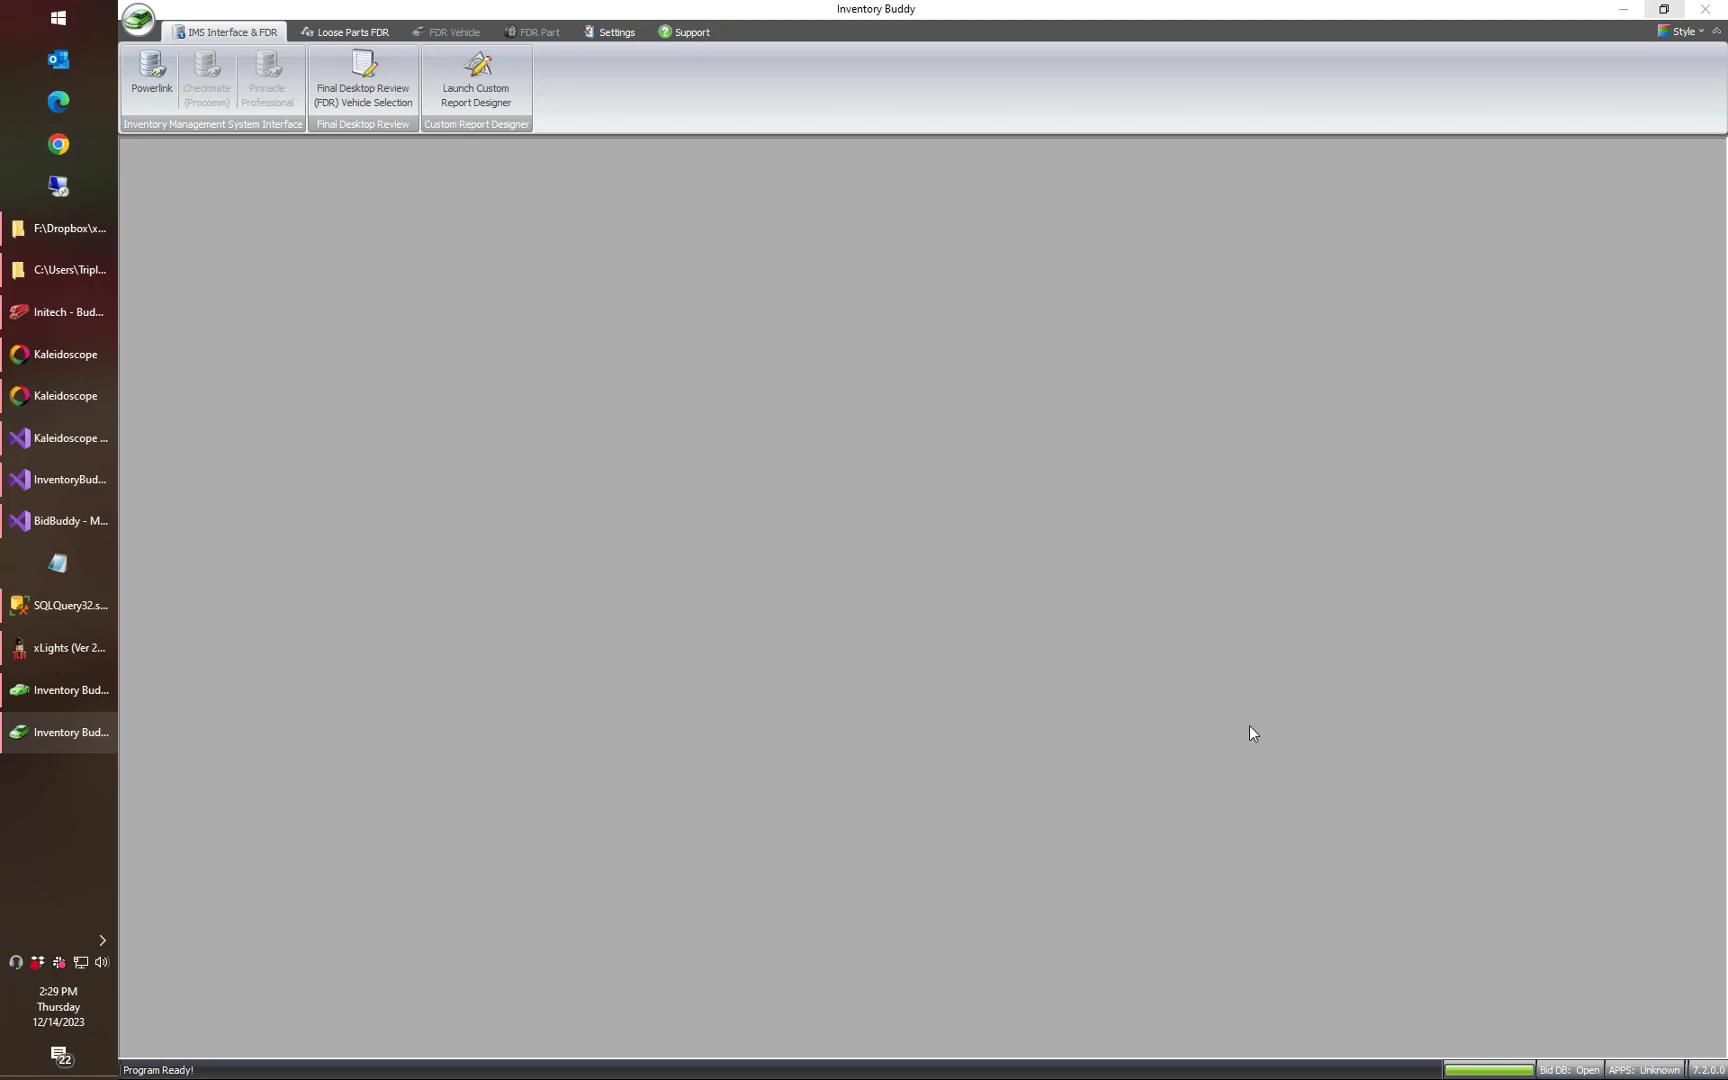 Inventory Buddy
IMS Interface & FDR
Loose Parts FDR
FDR Vehicle
FDR Part
Settings
Support
Style
Powerlink
Checkmate
(Procomm)
Pinnacle
Professional
Inventory Management System Interface
Final Desktop Review
(FDR) Vehicle Selection
Final Desktop Review
Launch Custom
Report Designer
Custom Report Designer
F:\Dropbox\x...
C:\Users\Tripl...
Initech - Bud...
Kaleidoscope
Kaleidoscope
Kaleidoscope ...
InventoryBud...
BidBuddy - M...
SQLQuery32.s...
xLights (Ver 2...
Inventory Bud...
Inventory Bud...
2:29 PM
Thursday
12/14/2023
22
Program Ready!
Bid DB: Open
APPS: Unknown
7.2.0.0